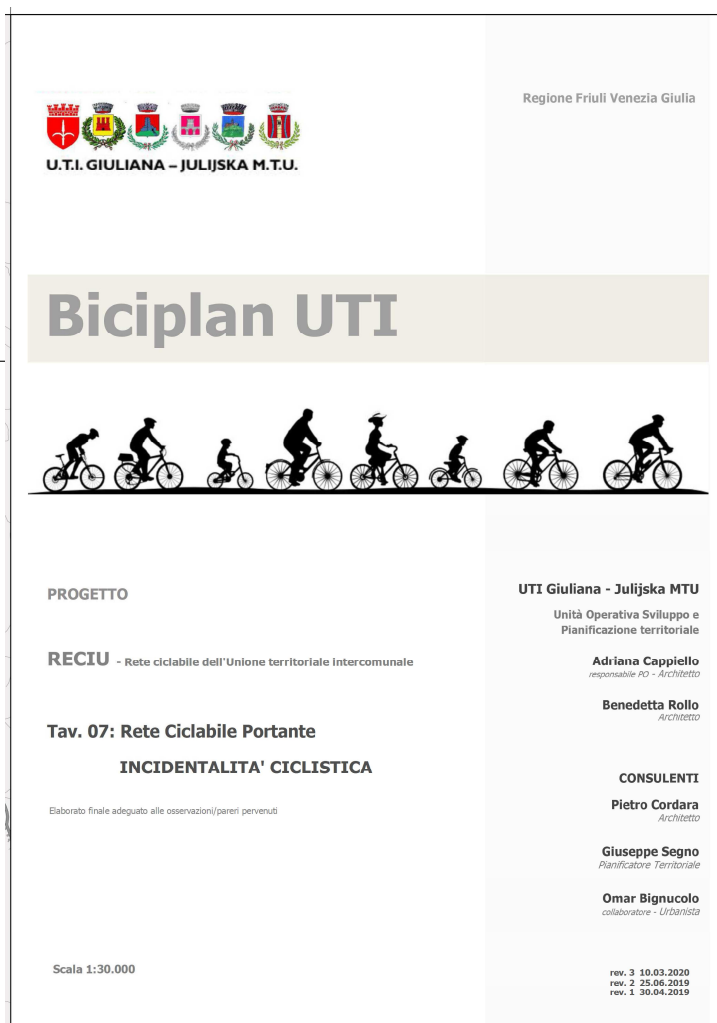 Regione Friuli Venezia Giulia
U.T.I. GIULIANA – JULIJSKA M.T.U.
Biciplan UTI
PROGETTO
RECIU - Rete ciclabile dell'Unione territoriale intercomunale
Tav. 07: Rete Ciclabile Portante
INCIDENTALITA' CICLISTICA
Elaborato finale adeguato alle osservazioni/pareri pervenuti
Scala 1:30.000
UTI Giuliana - Julijska MTU
Unità Operativa Sviluppo e
Pianificazione territoriale
Adriana Cappiello
responsabile PO - Architetto
Benedetta Rollo
Architetto
CONSULENTI
Pietro Cordara
Architetto
Giuseppe Segno
Pianificatore Territoriale
Omar Bignucolo
collaboratore - Urbanista
rev. 3 10.03.2020
rev. 2 25.06.2019
rev. 1 30.04.2019